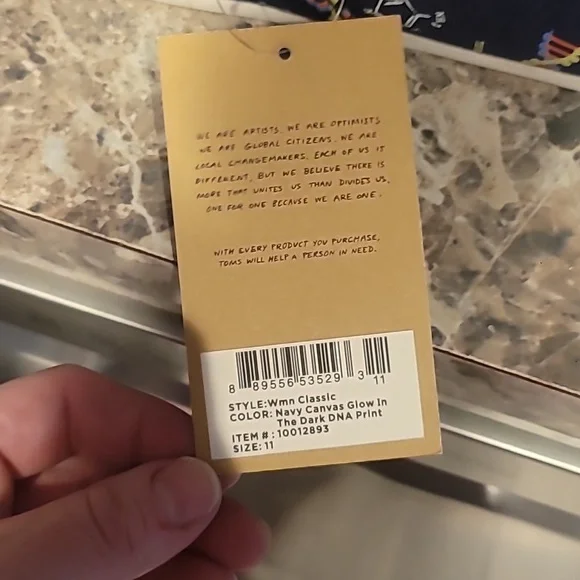 WE ARE ARTISTS. WE ARE OPTIMISTS
WE ARE GLOBAL CITIZENS. WE ARE
LOCAL CHANGEMAKERS. EACH OF US IS
DIFFERENT, BUT WE BELIEVE THERE IS
MORE THAT UNITES US THAN DIVIDES US.
ONE FOR ONE BECAUSE WE ARE ONE.
WITH EVERY PRODUCT YOU PURCHASE,
TOMS WILL HELP A PERSON IN NEED.
8 89556 53529 3 11
STYLE:Wmn Classic
COLOR: Navy Canvas Glow In
The Dark DNA Print
ITEM # : 10012893
SIZE: 11